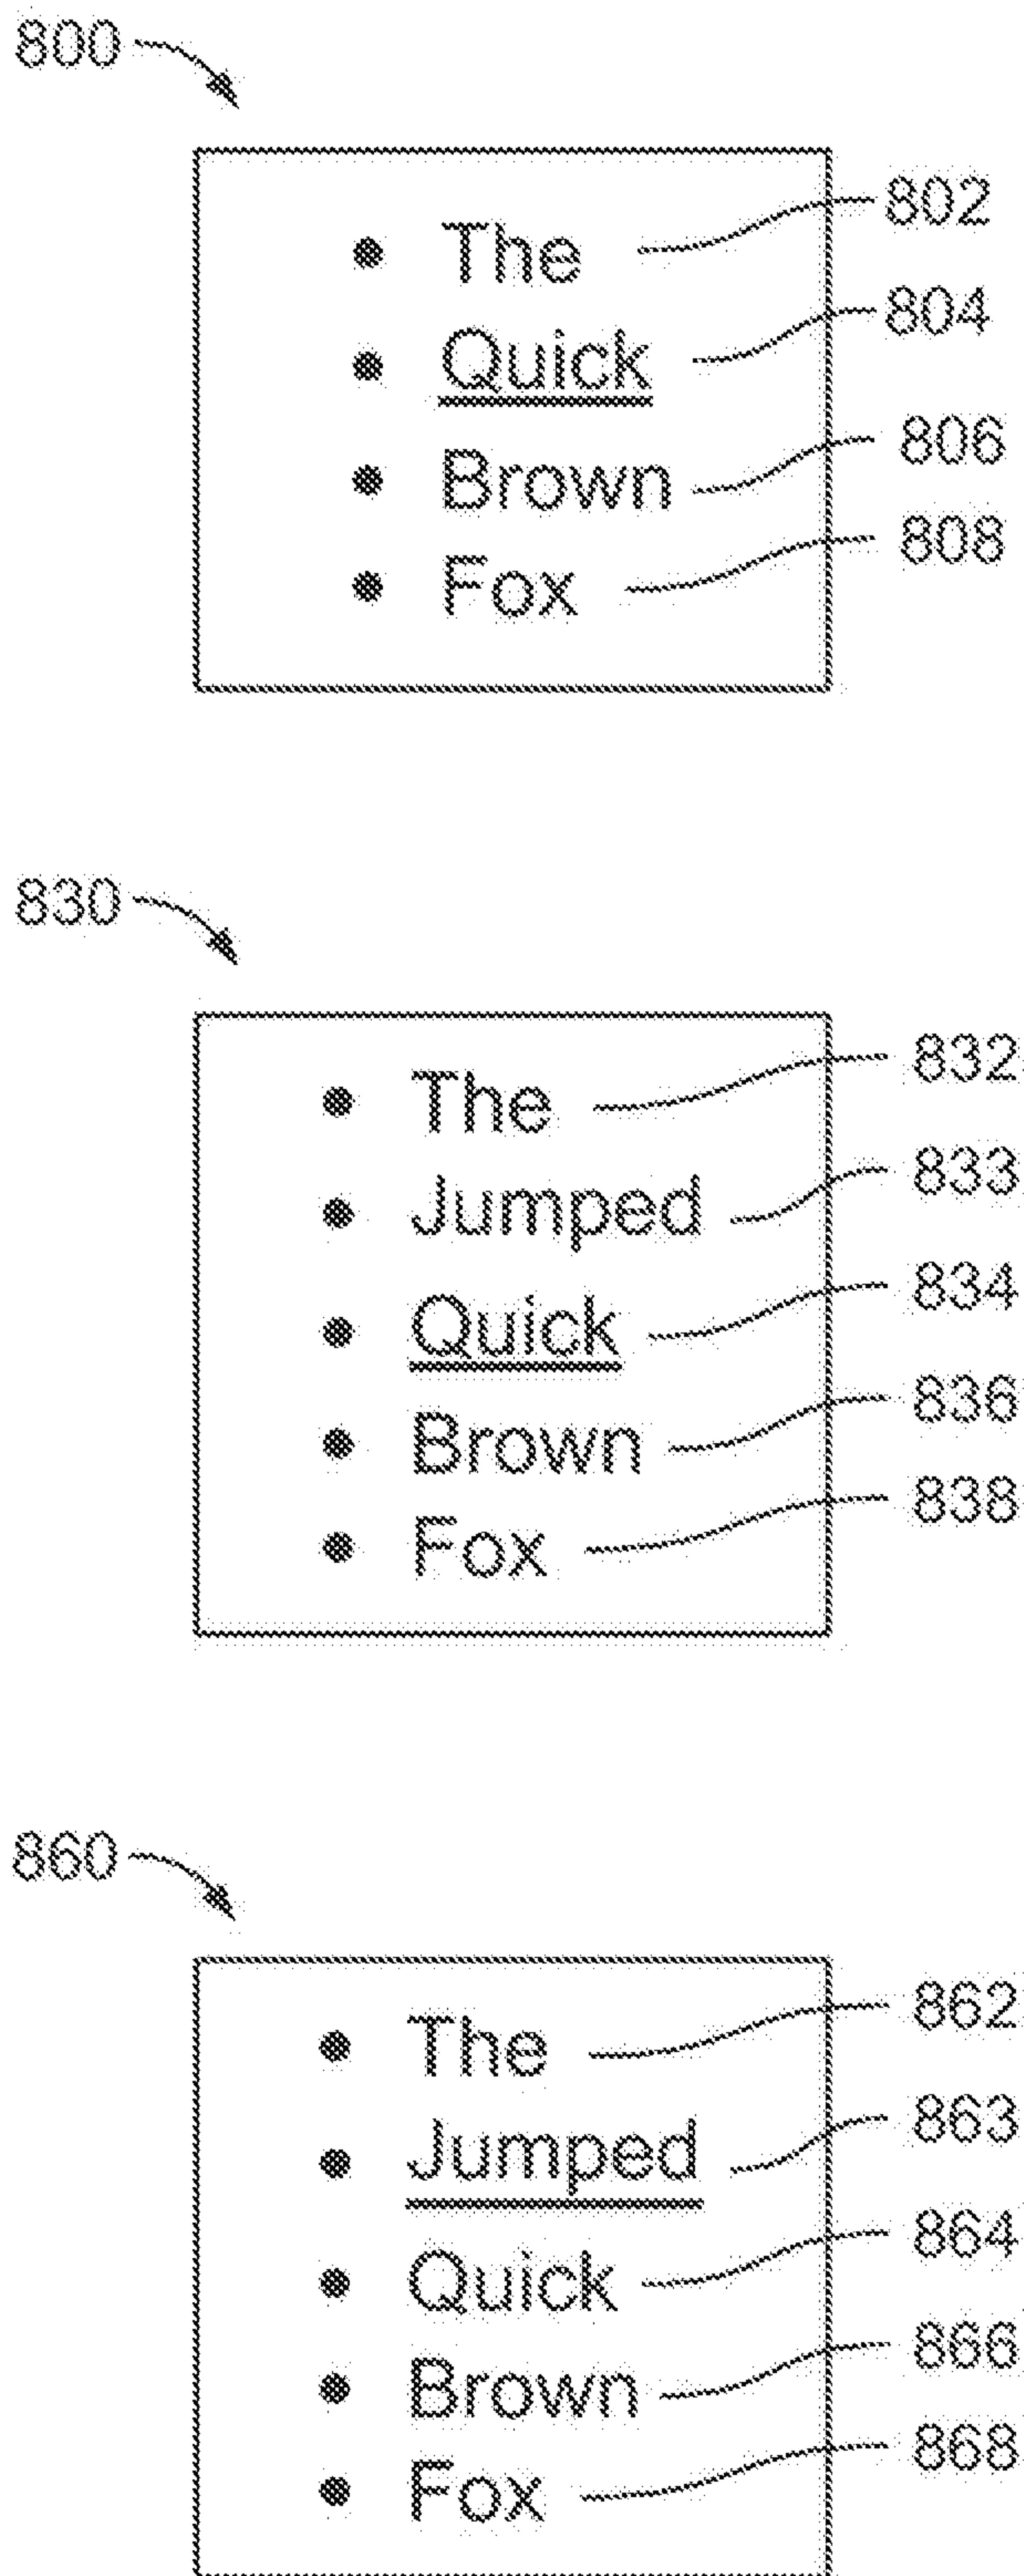 800
• The 802
• Quick 804
• Brown 806
• Fox 808
830
• The 832
• Jumped 833
• Quick 834
• Brown 836
• Fox 838
860
• The 862
• Jumped 863
• Quick 864
• Brown 866
• Fox 868